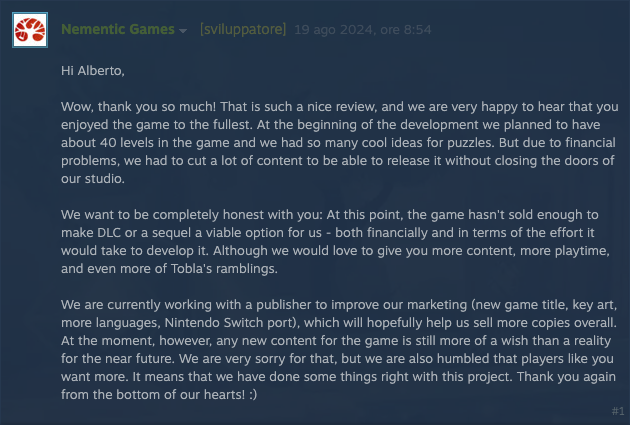 Nementic Games [sviluppatore] 19 ago 2024, ore 8:54
Hi Alberto,
Wow, thank you so much! That is such a nice review, and we are very happy to hear that you
enjoyed the game to the fullest. At the beginning of the development we planned to have
about 40 levels in the game and we had so many cool ideas for puzzles. But due to financial
problems, we had to cut a lot of content to be able to release it without closing the doors of
our studio.
We want to be completely honest with you: At this point, the game hasn't sold enough to
make DLC or a sequel a viable option for us - both financially and in terms of the effort it
would take to develop it. Although we would love to give you more content, more playtime,
and even more of Tobla's ramblings.
We are currently working with a publisher to improve our marketing (new game title, key art,
more languages, Nintendo Switch port), which will hopefully help us sell more copies overall.
At the moment, however, any new content for the game is still more of a wish than a reality
for the near future. We are very sorry for that, but we are also humbled that players like you
want more. It means that we have done some things right with this project. Thank you again
from the bottom of our hearts! :)
#1